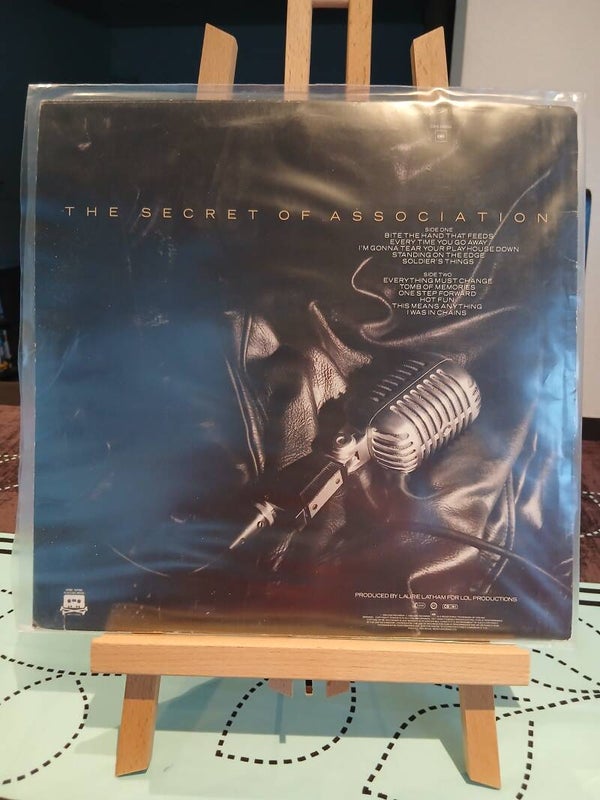 CBS
THE SECRET OF ASSOCIATION
SIDE ONE
BITE THE HAND THAT FEEDS
EVERY TIME YOU GO AWAY
I'M GONNA TEAR YOUR PLAYHOUSE DOWN
STANDING ON THE EDGE
SOLDIER'S THINGS
SIDE TWO
EVERYTHING MUST CHANGE
TOMB OF MEMORIES
ONE STEP FORWARD
HOT FUN
THIS MEANS ANYTHING
I WAS IN CHAINS
PRODUCED BY LAURIE LATHAM FOR LOL PRODUCTIONS